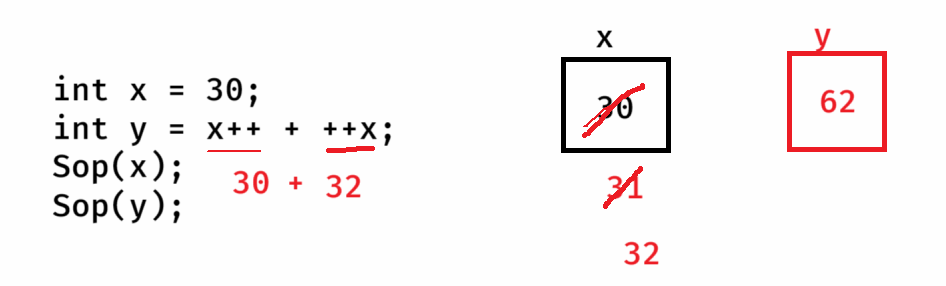 int x = 30;
int y = x++ + ++x;
Sop(x);
Sop(y);
30 + 32
x
30
31
32
y
62